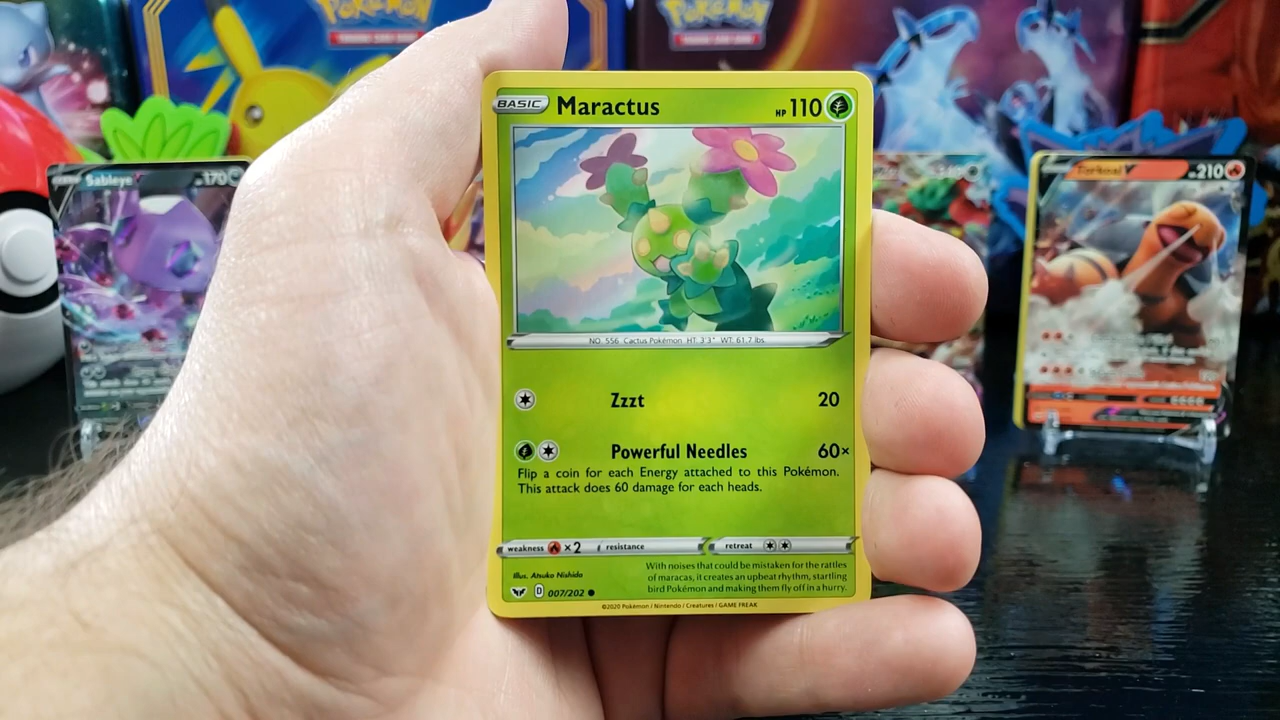 Pokémon
Pokémon
BASIC Maractus HP 110
NO. 556 Cactus Pokémon HT: 3'3" WT: 61.7 lbs.
Zzzt 20
Powerful Needles 60×
Flip a coin for each Energy attached to this Pokémon.
This attack does 60 damage for each heads.
weakness ×2 resistance retreat
With noises that could be mistaken for the rattles
of maracas, it creates an upbeat rhythm, startling
bird Pokémon and making them fly off in a hurry.
Illus. Atsuko Nishida
D 007/202
©2020 Pokémon / Nintendo / Creatures / GAME FREAK
Sableye V 170
Torkoal V 210